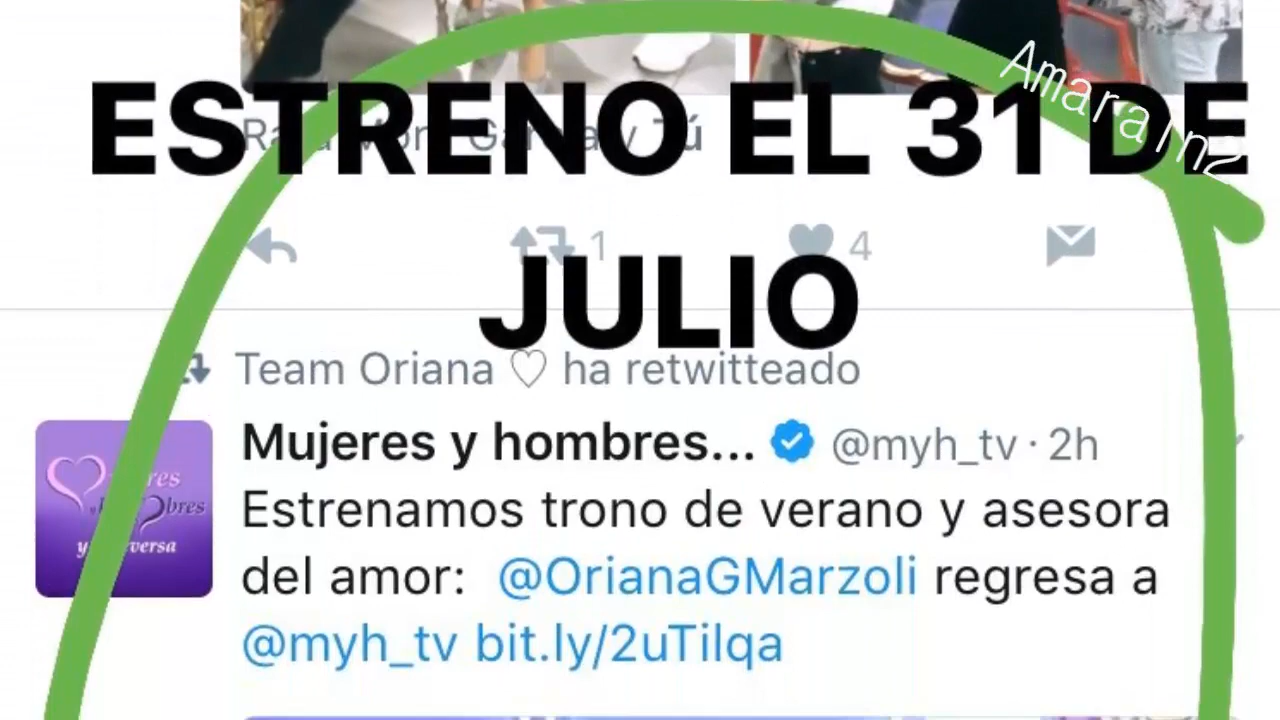 Amara1n2
ESTRENO EL 31 DE
y Tú
1
4
JULIO
Team Oriana ♡ ha retwitteado
Mujeres y hombres... @myh_tv · 2h
Estrenamos trono de verano y asesora
del amor: @OrianaGMarzoli regresa a
@myh_tv bit.ly/2uTilqa